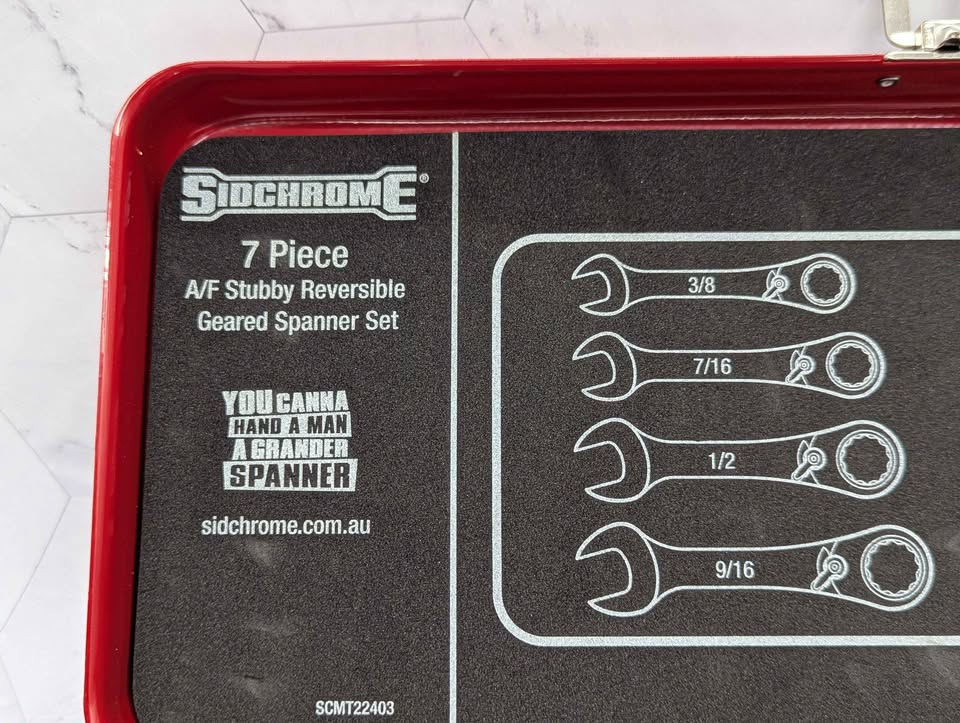 SIDCHROME®
7 Piece
A/F Stubby Reversible
Geared Spanner Set
YOU CANNA
HAND A MAN
A GRANDER
SPANNER
sidchrome.com.au
SCMT22403
3/8
7/16
1/2
9/16